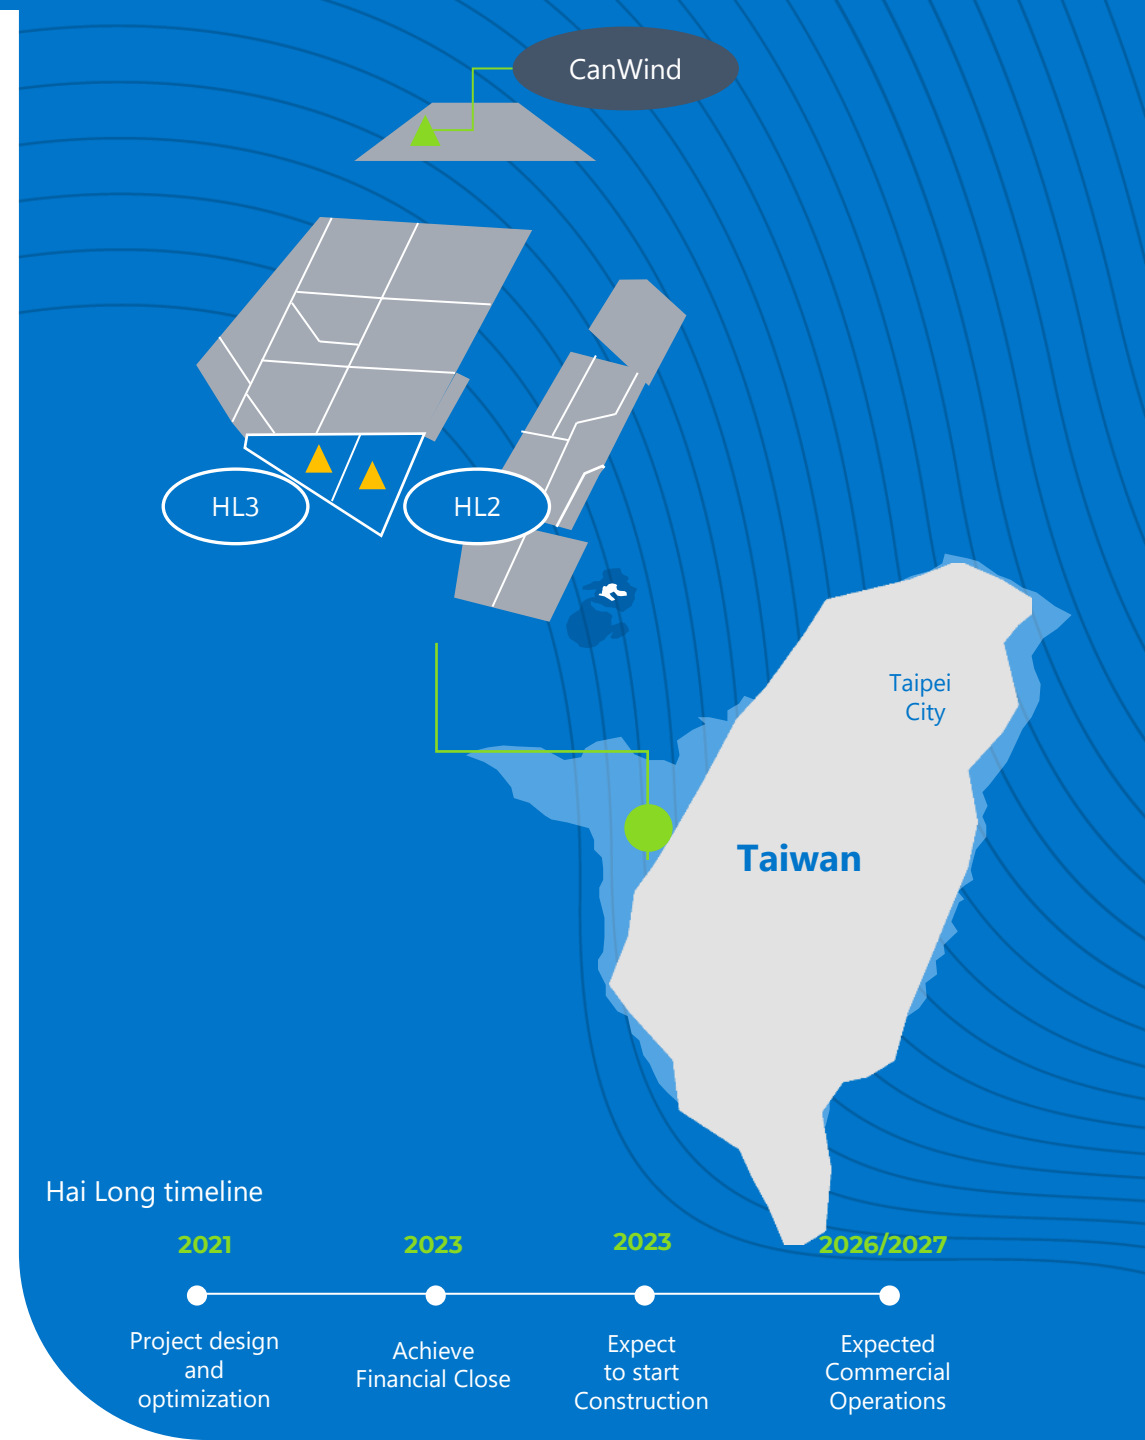 CanWind
HL3
HL2
Taipei
City
Taiwan
Hai Long timeline
2021
2023
2023
2026/2027
Project design
and
optimization
Achieve
Financial Close
Expect
to start
Construction
Expected
Commercial
Operations